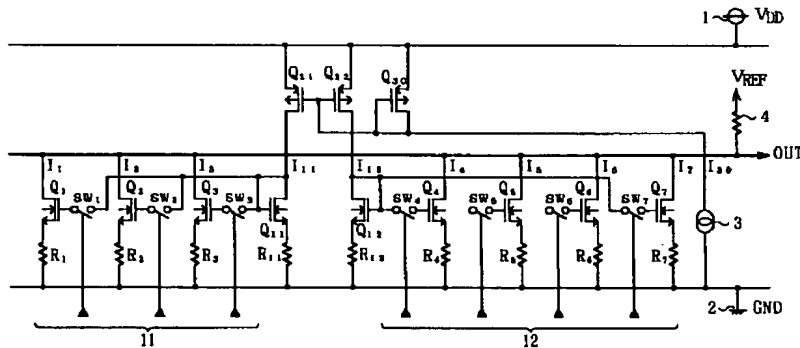 1 V_DD
Q₂₁ Q₂₂ Q₃₀
V_REF
4
OUT
I₁ I₂ I₃ I₁₁ I₁₂ I₄ I₅ I₆ I₇ I₃₀
Q₁ SW₁ Q₂ SW₂ Q₃ SW₃ Q₁₁ Q₁₂ SW₄ Q₄ SW₅ Q₅ SW₆ Q₆ SW₇ Q₇
3
R₁ R₂ R₃ R₁₁ R₁₂ R₄ R₅ R₆ R₇
2 GND
11 12